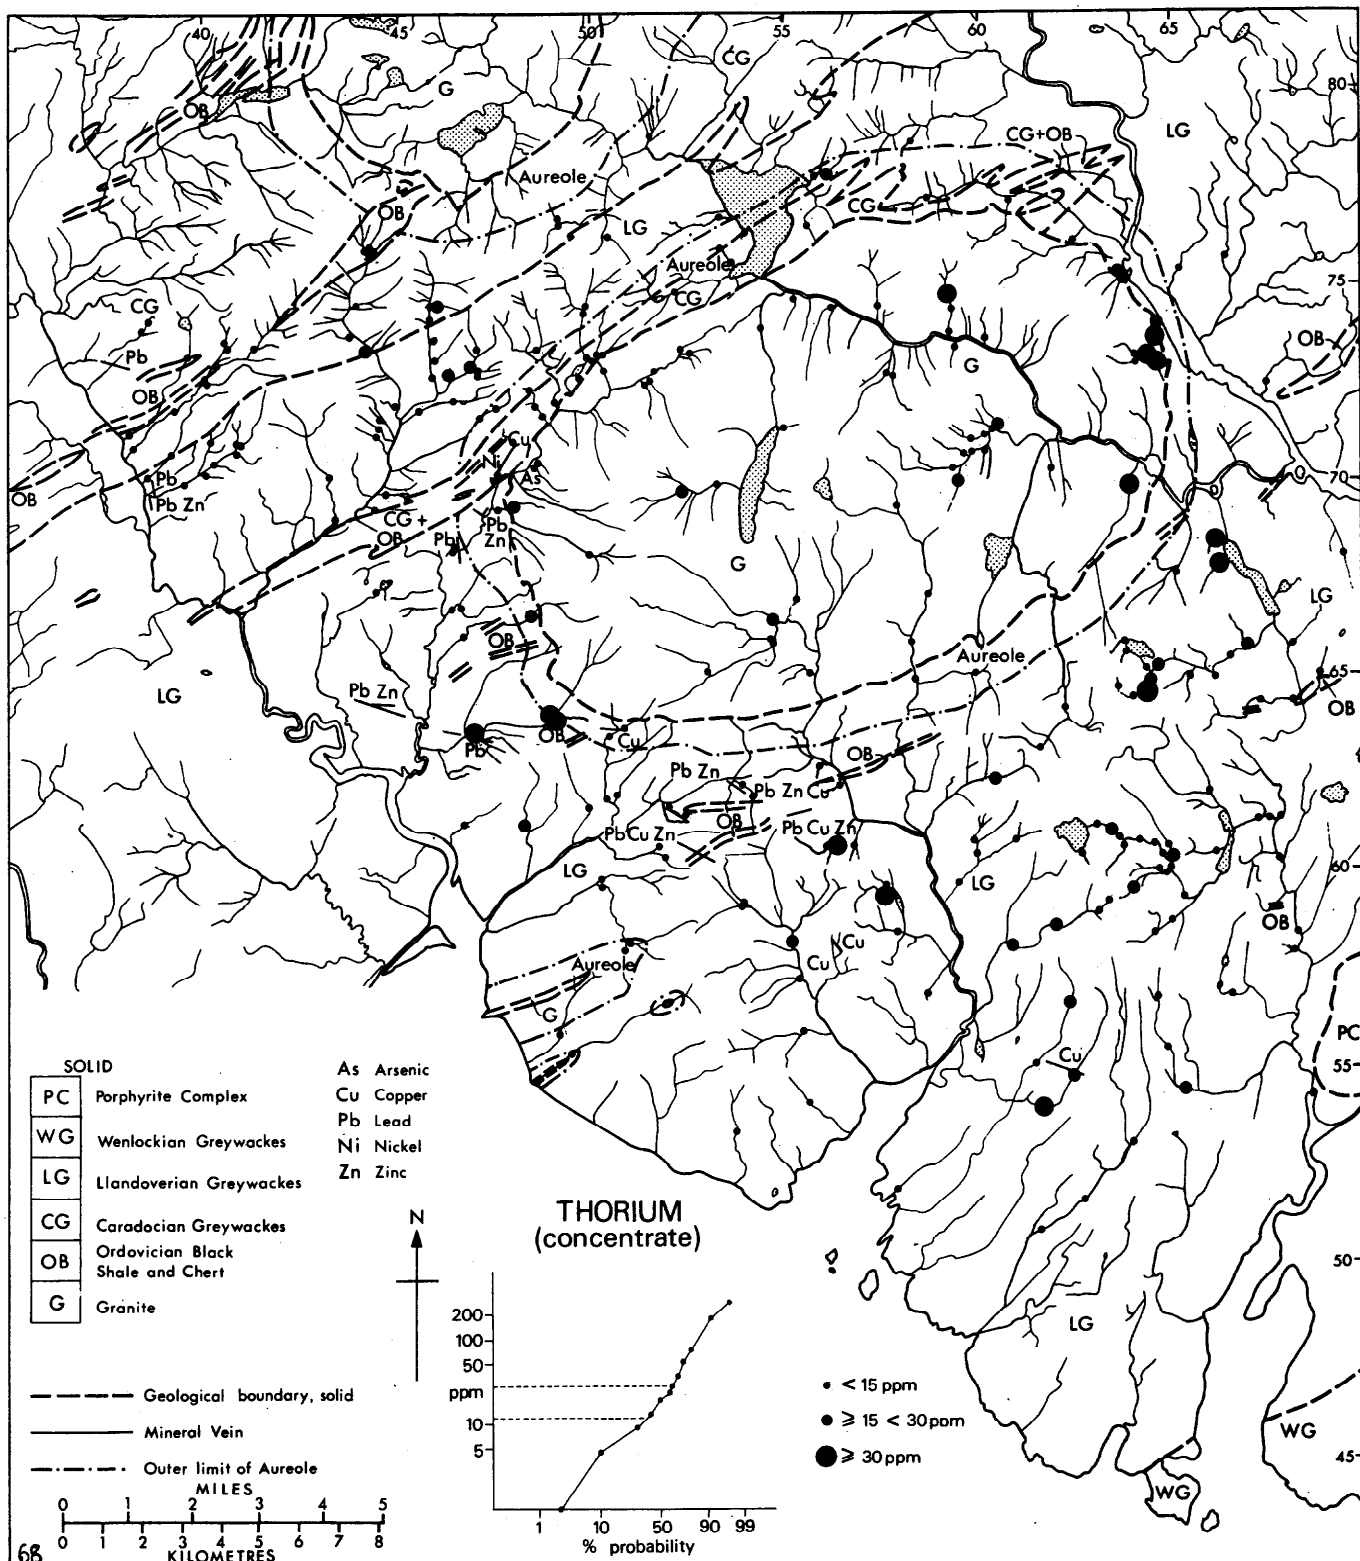 40 45 50 55 60 65
CG
G
80
OB
LG
CG+OB
Aureole
OB
CG
LG
Aureole
75
CG
CG
OB
Pb
G
OB
Cu
Ni
As
Pb
70
OB
Pb Zn
CG +
OB
Pb
Pb
Zn
G
LG
OB
Aureole
LG
Pb Zn
65
OB
Pb
OB
Cu
OB
Pb Zn
Pb Zn Cu
OB
Pb Cu Zn
Pb Cu Zn
LG
LG
60
OB
Cu
Aureole
Cu
G
PC
Cu
55
SOLID
PC Porphyrite Complex
WG Wenlockian Greywackes
LG Llandoverian Greywackes
CG Caradocian Greywackes
OB Ordovician Black
Shale and Chert
G Granite
As Arsenic
Cu Copper
Pb Lead
Ni Nickel
Zn Zinc
N
THORIUM
(concentrate)
50
LG
200
100
50
ppm
10
5
1 10 50 90 99
% probability
< 15 ppm
≥ 15 < 30 ppm
≥ 30 ppm
WG
45
WG
Geological boundary, solid
Mineral Vein
Outer limit of Aureole
MILES
0 1 2 3 4 5
0 1 2 3 4 5 6 7 8
KILOMETRES
68